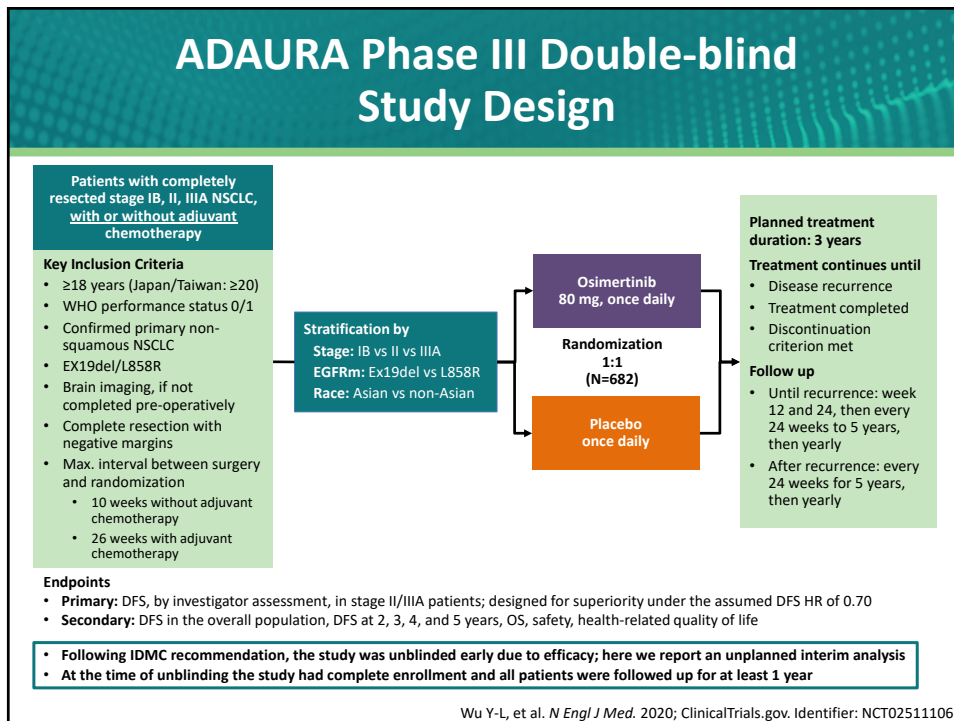 ADAURA Phase III Double-blind
Study Design
Patients with completely
resected stage IB, II, IIIA NSCLC,
with or without adjuvant
chemotherapy
Key Inclusion Criteria
• ≥18 years (Japan/Taiwan: ≥20)
• WHO performance status 0/1
• Confirmed primary non-
squamous NSCLC
• EX19del/L858R
• Brain imaging, if not
completed pre-operatively
• Complete resection with
negative margins
• Max. interval between surgery
and randomization
• 10 weeks without adjuvant
chemotherapy
• 26 weeks with adjuvant
chemotherapy
Stratification by
Stage: IB vs II vs IIIA
EGFRm: Ex19del vs L858R
Race: Asian vs non-Asian
Osimertinib
80 mg, once daily
Randomization
1:1
(N=682)
Placebo
once daily
Planned treatment
duration: 3 years
Treatment continues until
• Disease recurrence
• Treatment completed
• Discontinuation
criterion met
Follow up
• Until recurrence: week
12 and 24, then every
24 weeks to 5 years,
then yearly
• After recurrence: every
24 weeks for 5 years,
then yearly
Endpoints
• Primary: DFS, by investigator assessment, in stage II/IIIA patients; designed for superiority under the assumed DFS HR of 0.70
• Secondary: DFS in the overall population, DFS at 2, 3, 4, and 5 years, OS, safety, health-related quality of life
• Following IDMC recommendation, the study was unblinded early due to efficacy; here we report an unplanned interim analysis
• At the time of unblinding the study had complete enrollment and all patients were followed up for at least 1 year
Wu Y-L, et al. N Engl J Med. 2020; ClinicalTrials.gov. Identifier: NCT02511106